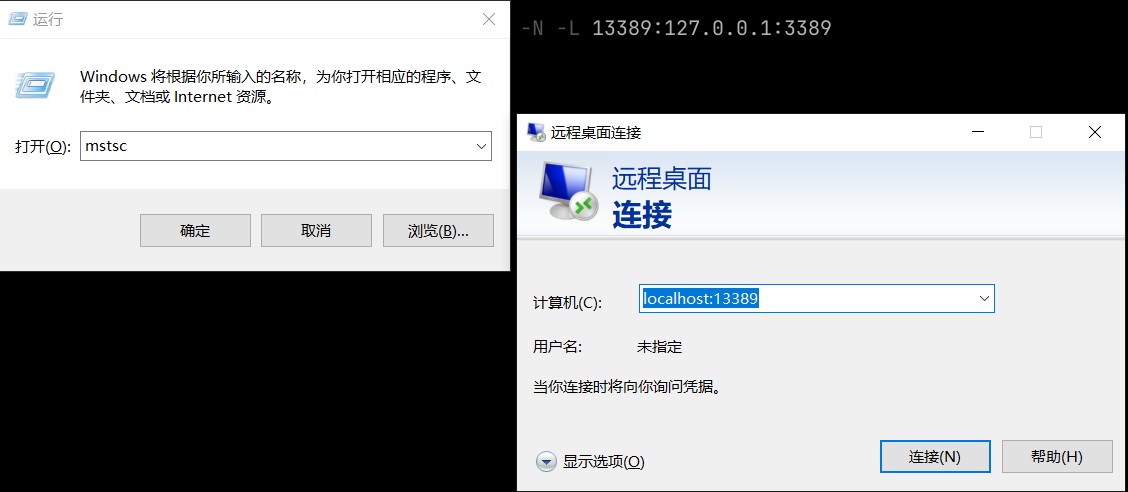 运行
Windows 将根据你所输入的名称，为你打开相应的程序、文
件夹、文档或 Internet 资源。
打开(O):
mstsc
确定
取消
浏览(B)...
-N -L 13389:127.0.0.1:3389
远程桌面连接
远程桌面
连接
计算机(C):
localhost:13389
用户名:
未指定
当你连接时将向你询问凭据。
显示选项(O)
连接(N)
帮助(H)